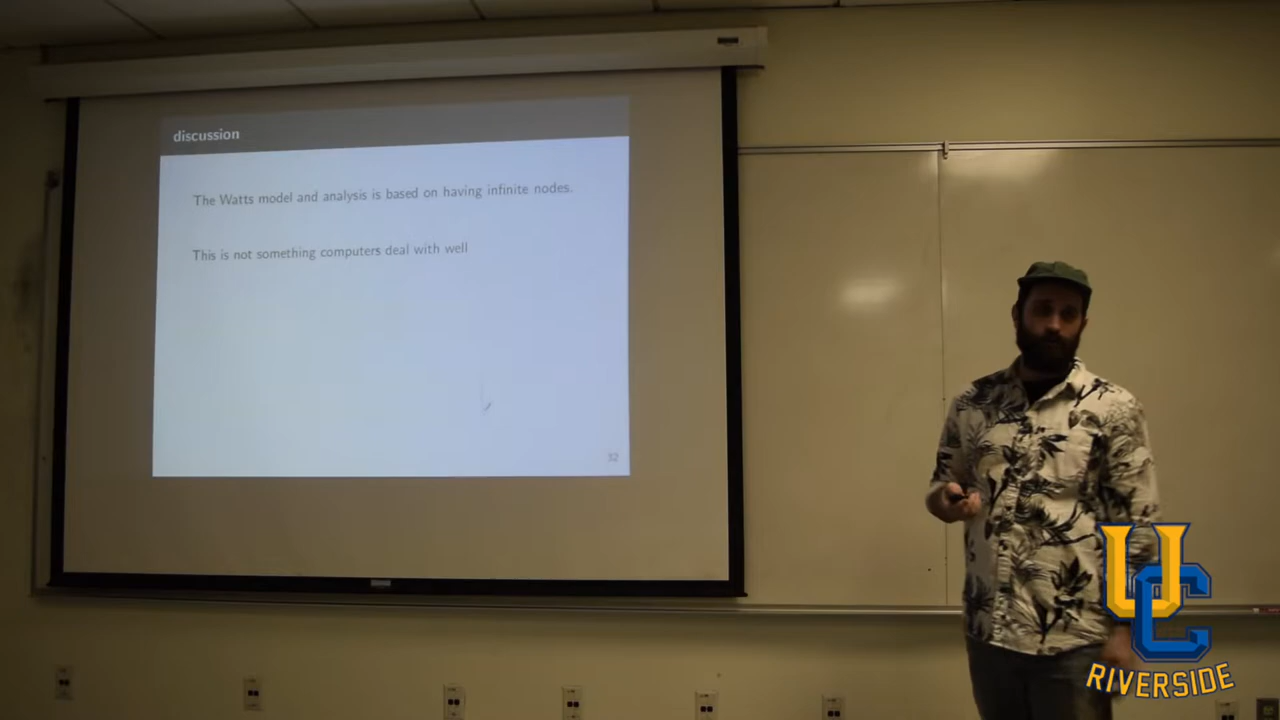 discussion
The Watts model and analysis is based on having infinite nodes.
This is not something computers deal with well
32
UC
RIVERSIDE